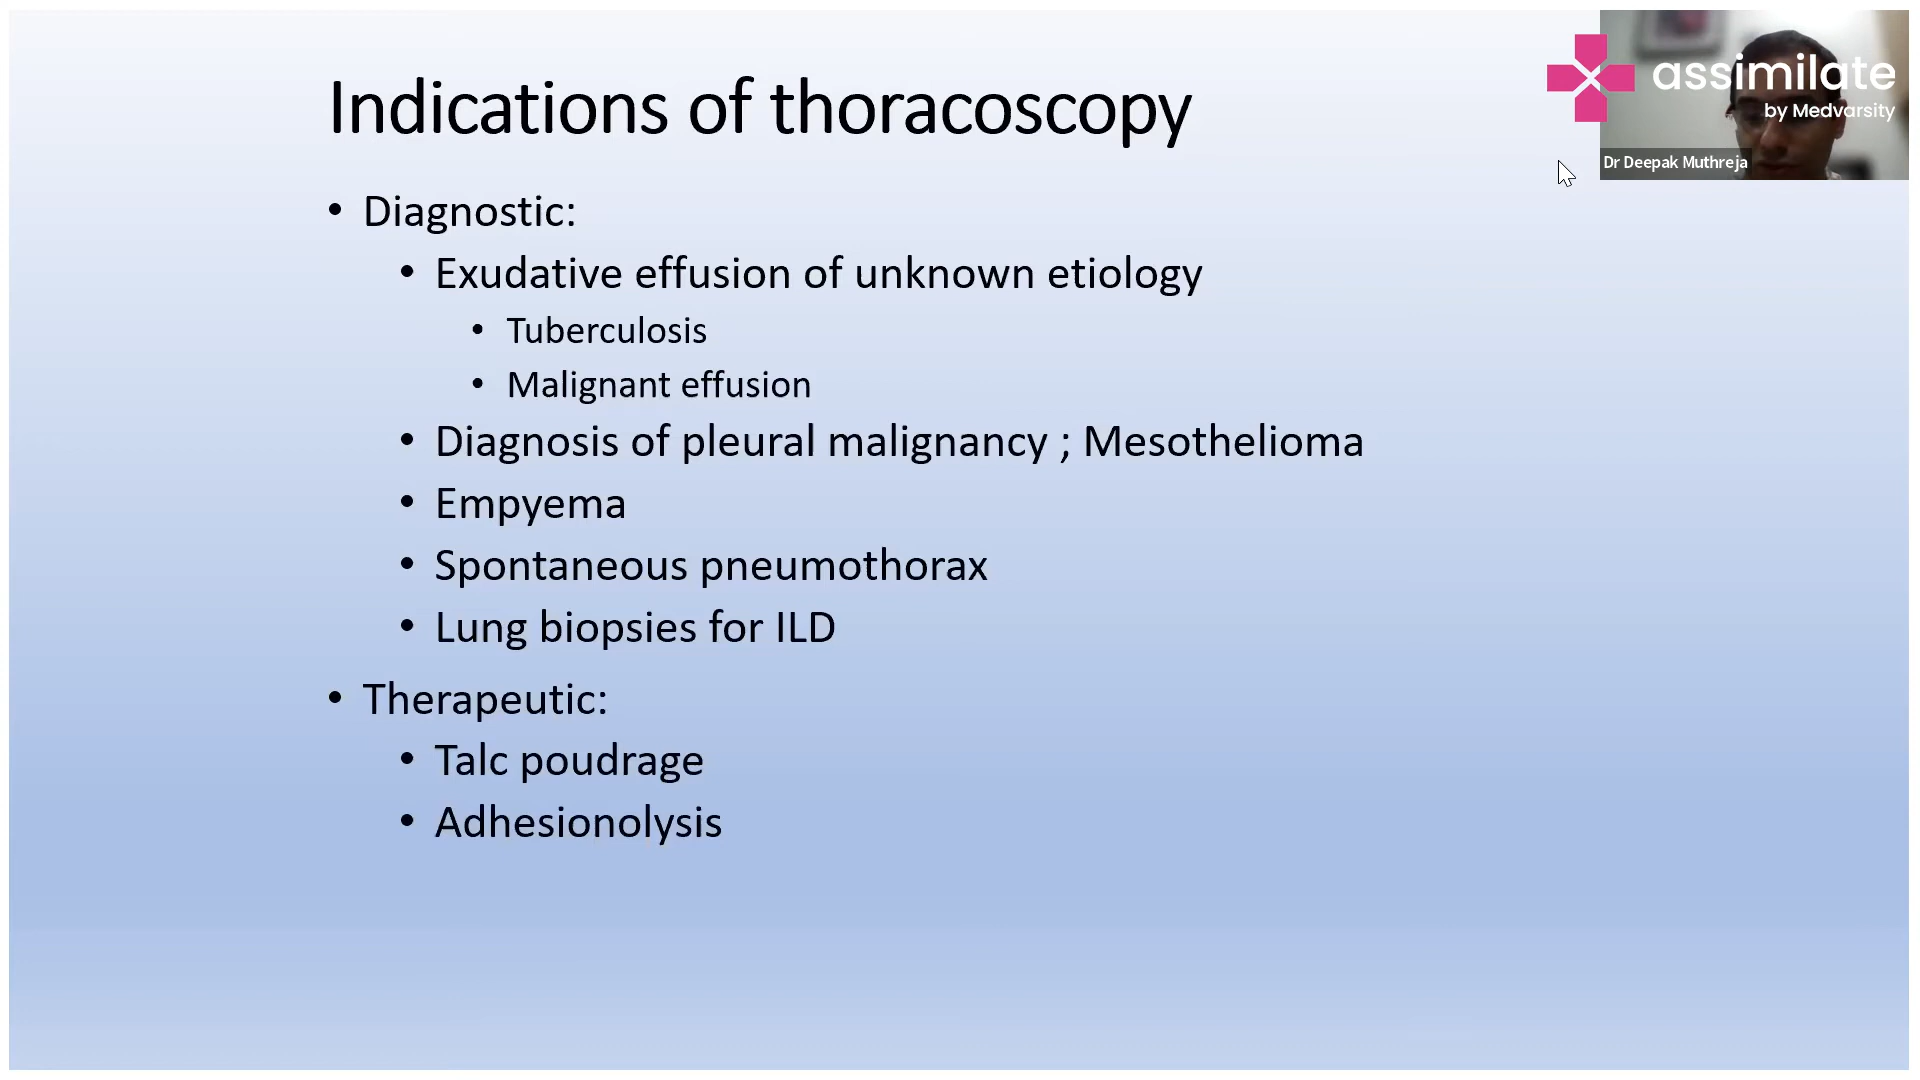 Indications of thoracoscopy
assimilate
by Medvarsity
Dr Deepak Muthreja
• Diagnostic:
• Exudative effusion of unknown etiology
• Tuberculosis
• Malignant effusion
• Diagnosis of pleural malignancy ; Mesothelioma
• Empyema
• Spontaneous pneumothorax
• Lung biopsies for ILD
• Therapeutic:
• Talc poudrage
• Adhesionolysis